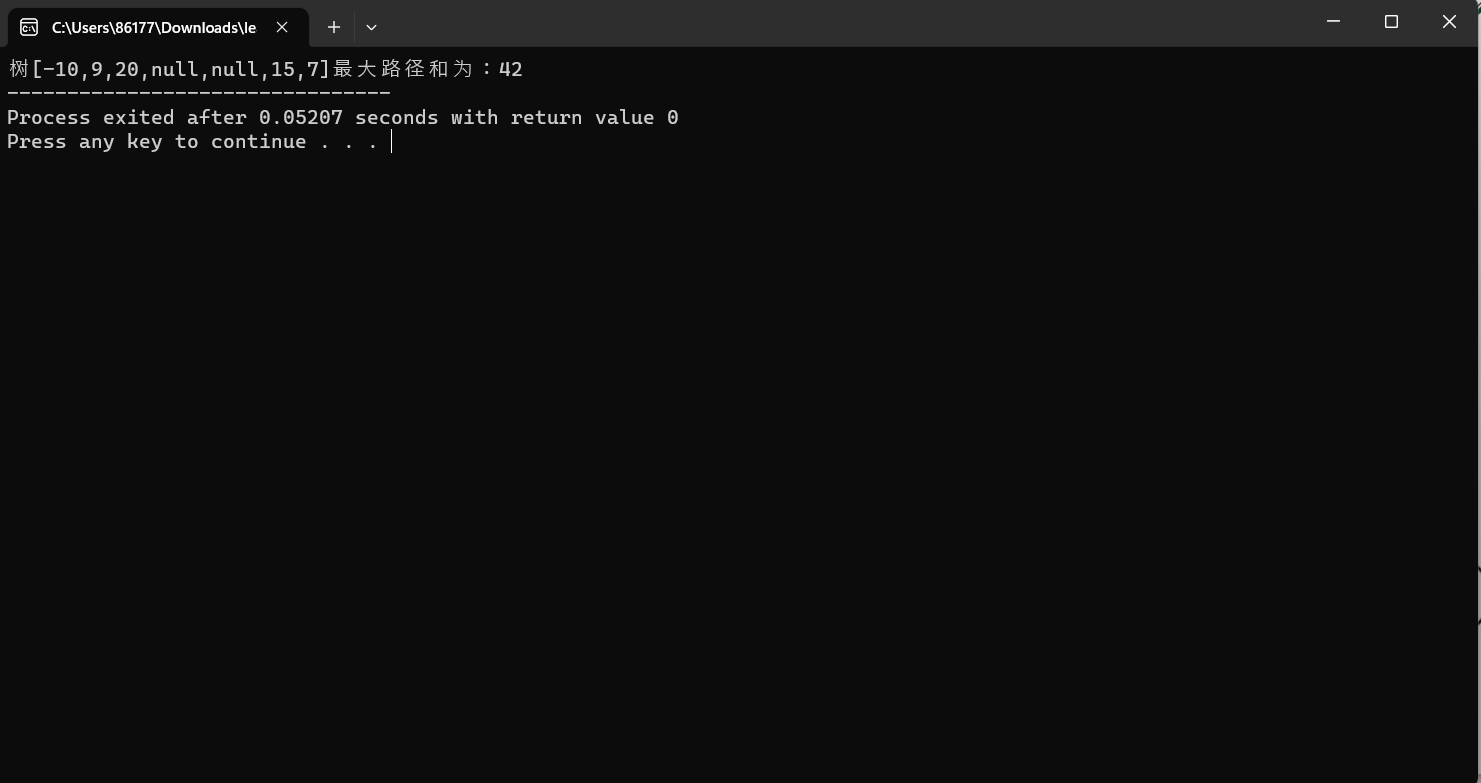 C:\Users\86177\Downloads\le
树[-10,9,20,null,null,15,7]最大路径和为：42
--------------------------------
Process exited after 0.05207 seconds with return value 0
Press any key to continue . . .